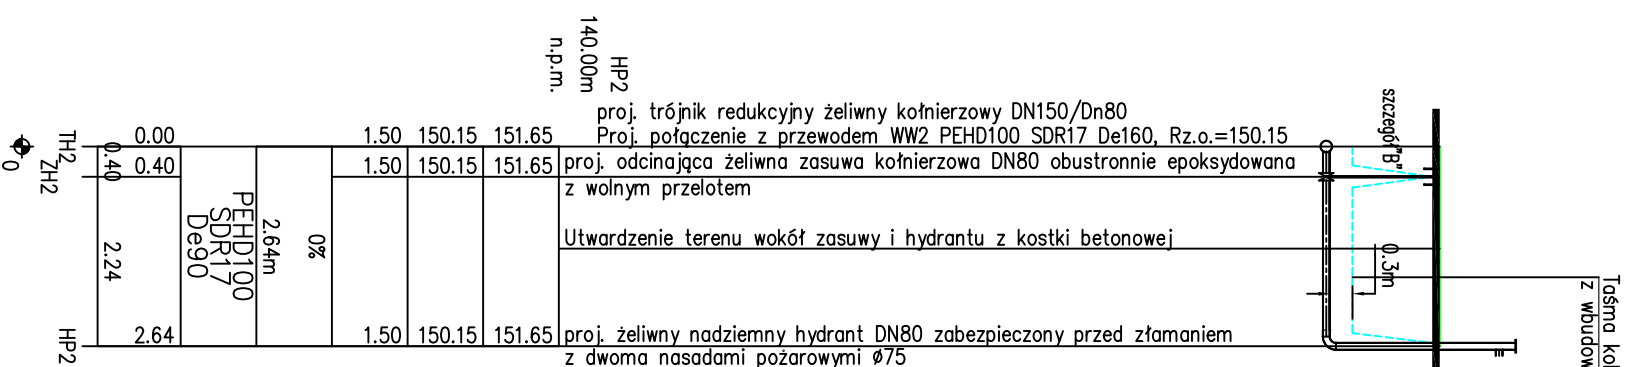 HP2
140.00m
n.p.m.
proj. trójnik redukcyjny żeliwny kołnierzowy DN150/Dn80
Proj. połączenie z przewodem WW2 PEHD100 SDR17 De160, Rz.o.=150.15
proj. odcinająca żeliwna zasuwa kołnierzowa DN80 obustronnie epoksydowana
z wolnym przelotem
Utwardzenie terenu wokół zasuwy i hydrantu z kostki betonowej
proj. żeliwny nadziemny hydrant DN80 zabezpieczony przed złamaniem
z dwoma nasadami pożarowymi ø75
0.00 1.50 150.15 151.65
0.40 1.50 150.15 151.65
2.64 1.50 150.15 151.65
TH2
ZH2
HP2
0
0.40
2.24
0%
2.64m
PEHD100
SDR17
De90
szczegół"B"
0.3m
Taśma kol
z wbudow